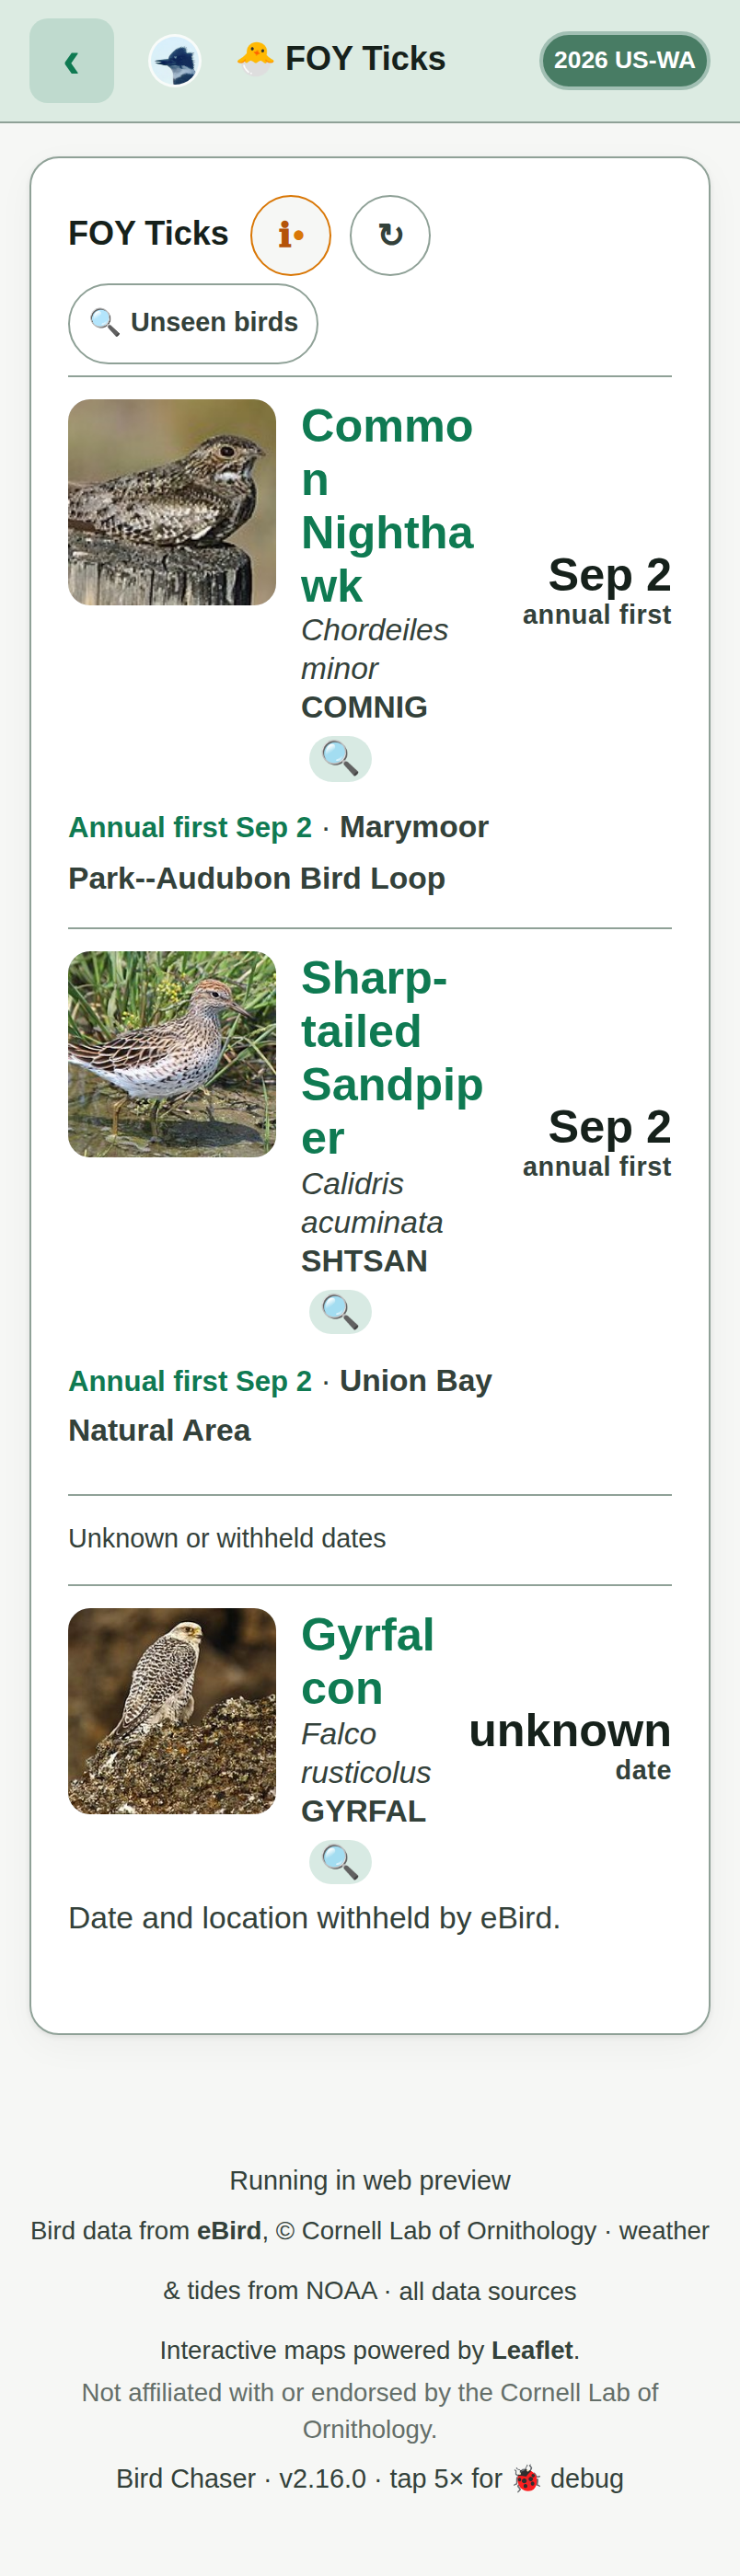 ‹ 🐣 FOY Ticks 2026 US-WA
FOY Ticks ℹ• ↻
🔍 Unseen birds
Commo
n
Nightha
wk
Sep 2
annual first
Chordeiles
minor
COMNIG
🔍
Annual first Sep 2 · Marymoor
Park--Audubon Bird Loop
Sharp-
tailed
Sandpip
er
Sep 2
annual first
Calidris
acuminata
SHTSAN
🔍
Annual first Sep 2 · Union Bay
Natural Area
Unknown or withheld dates
Gyrfal
con
unknown
date
Falco
rusticolus
GYRFAL
🔍
Date and location withheld by eBird.
Running in web preview
Bird data from eBird, © Cornell Lab of Ornithology · weather
& tides from NOAA · all data sources
Interactive maps powered by Leaflet.
Not affiliated with or endorsed by the Cornell Lab of
Ornithology.
Bird Chaser · v2.16.0 · tap 5× for 🐞 debug